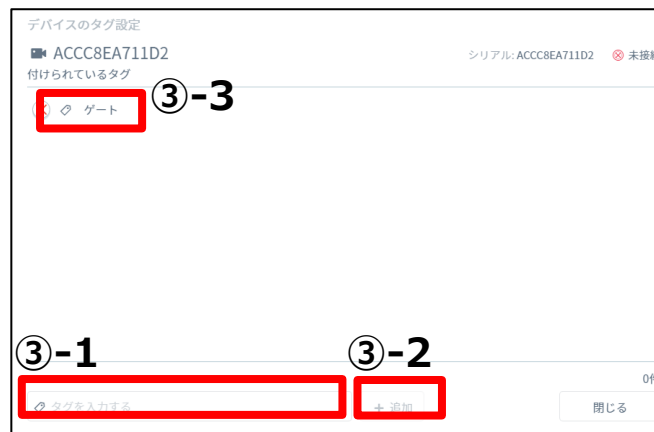 デバイスのタグ設定
ACCC8EA711D2
シリアル: ACCC8EA711D2 未接続
付けられているタグ
ゲート
③-3
③-1
③-2
0件
タグを入力する
+ 追加
閉じる